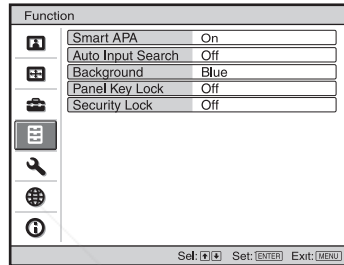 Function
Smart APA On
Auto Input Search Off
Background Blue
Panel Key Lock Off
Security Lock Off
Sel: Set: ENTER Exit: MENU